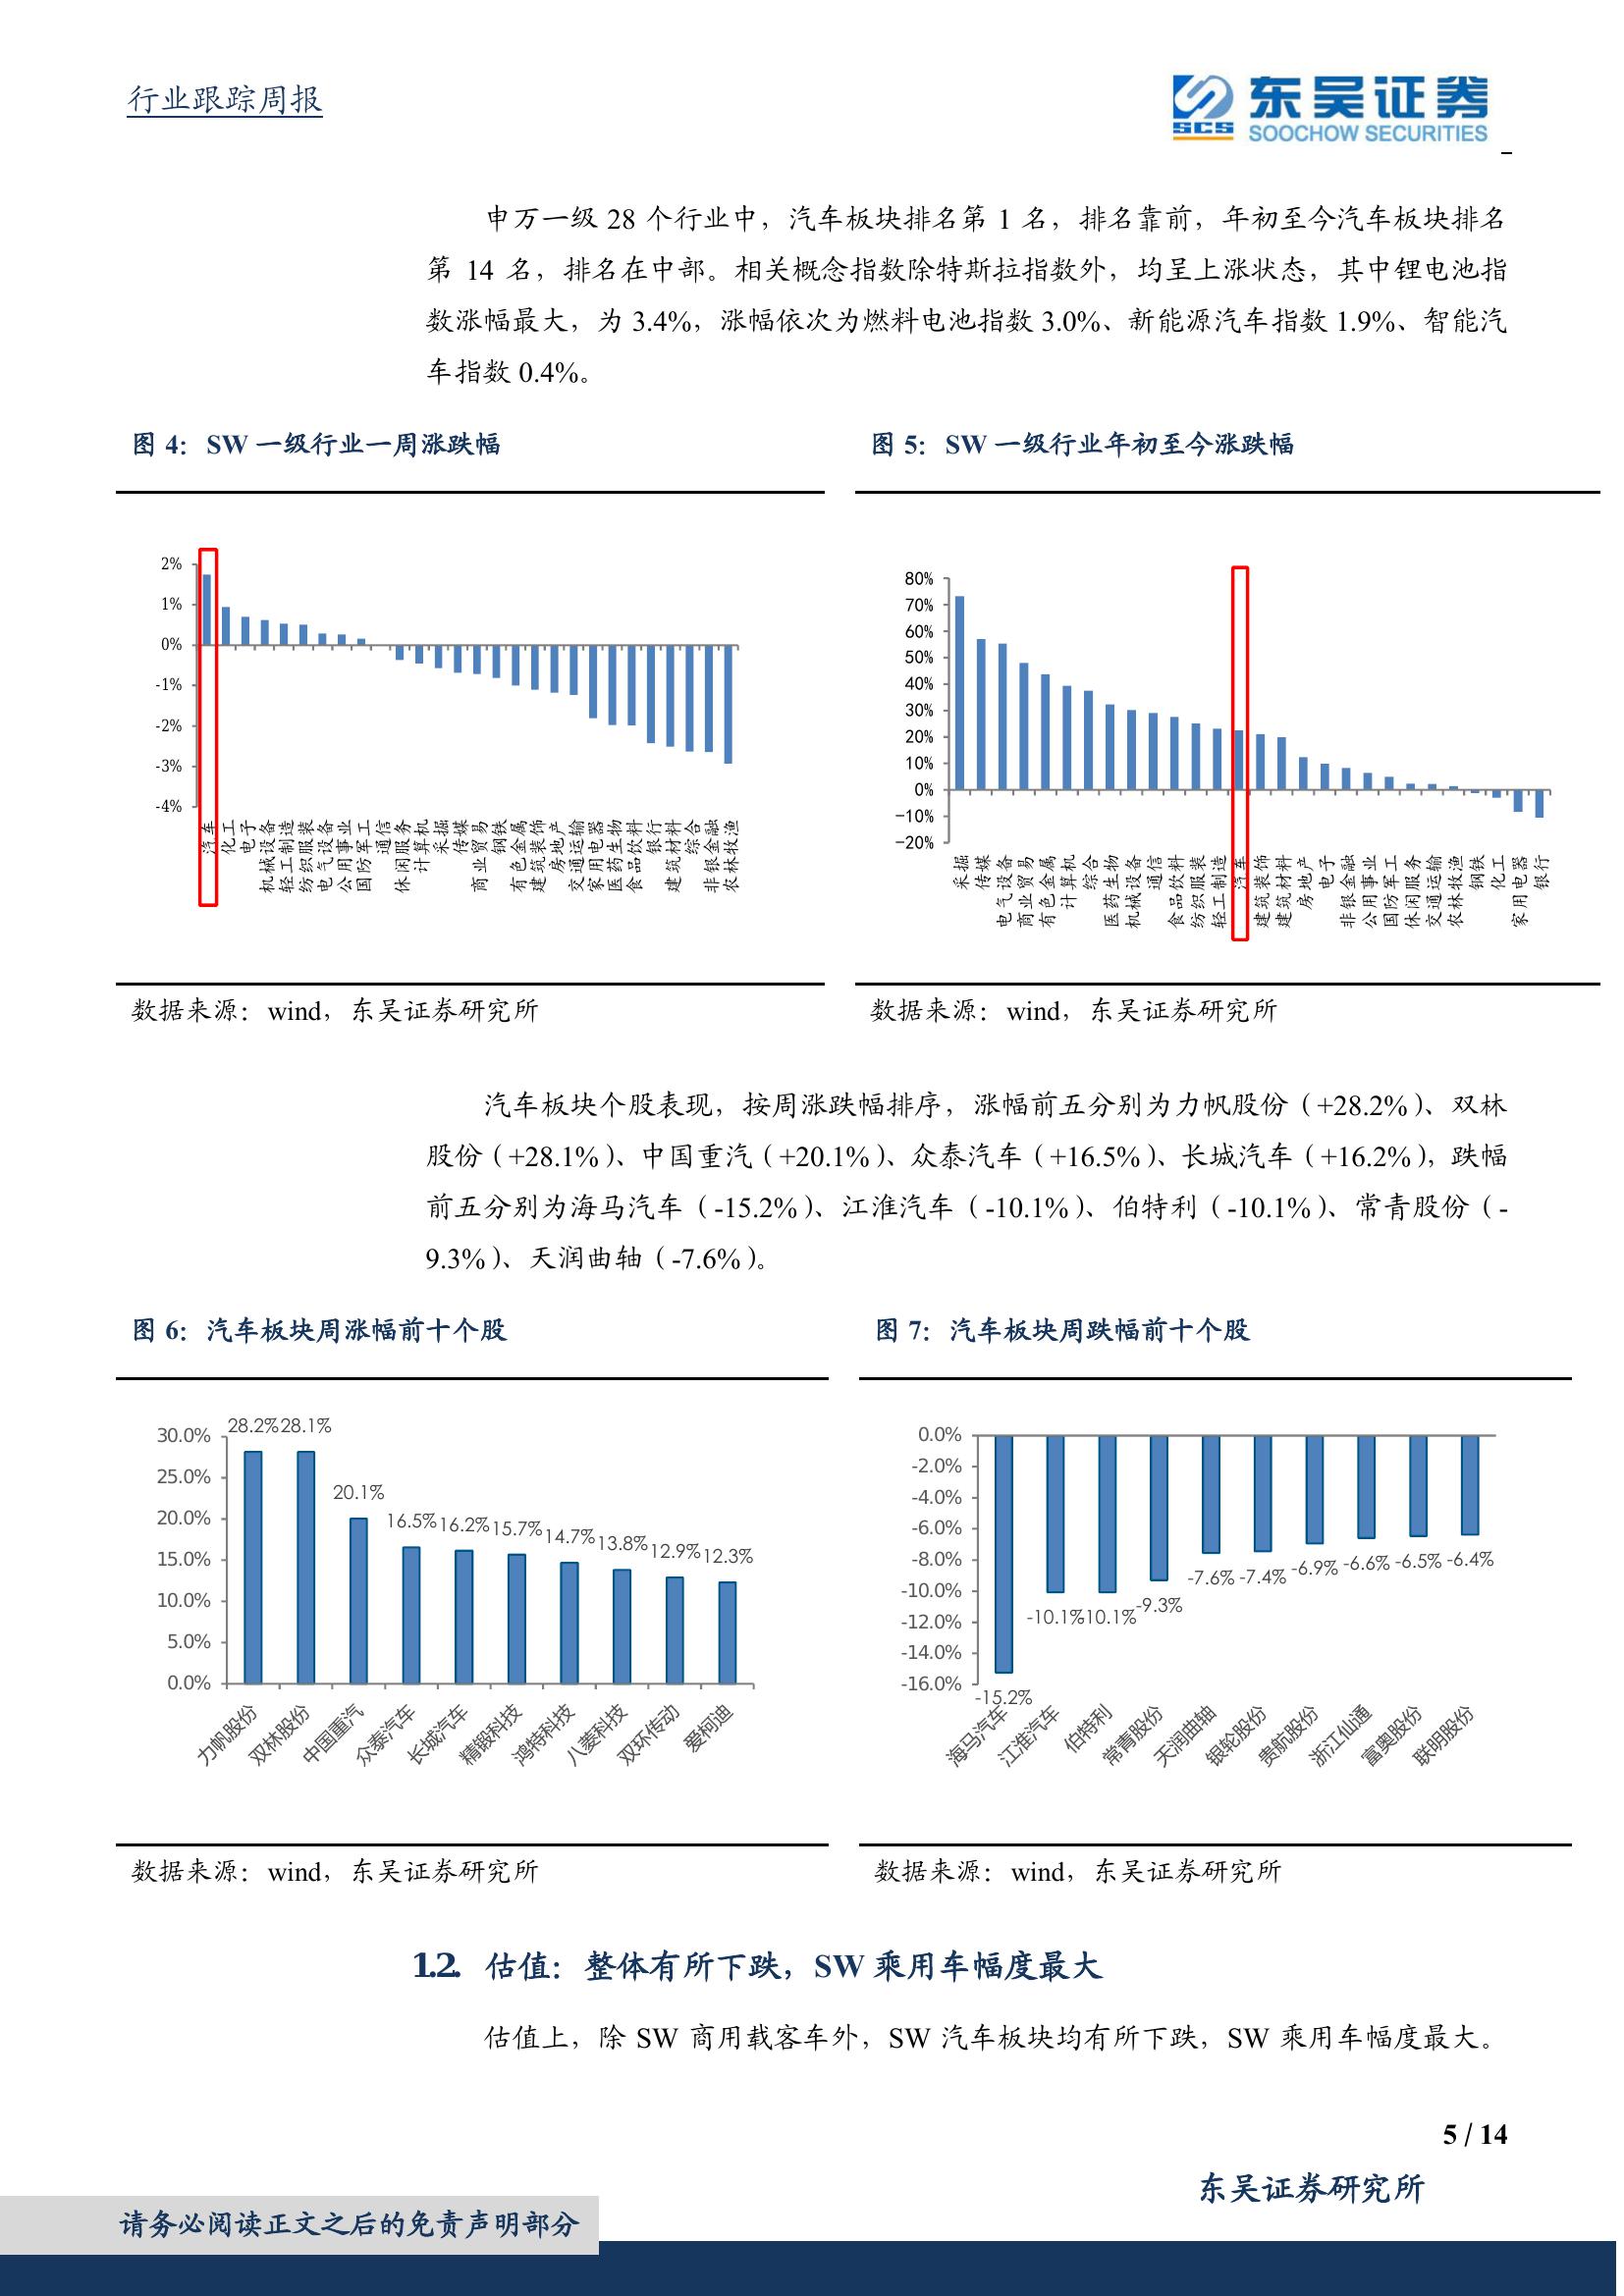 行业跟踪周报
东吴证券
SCS SOOCHOW SECURITIES
申万一级 28 个行业中，汽车板块排名第 1 名，排名靠前，年初至今汽车板块排名
第 14 名，排名在中部。相关概念指数除特斯拉指数外，均呈上涨状态，其中锂电池指
数涨幅最大，为 3.4%，涨幅依次为燃料电池指数 3.0%、新能源汽车指数 1.9%、智能汽
车指数 0.4%。
图 4：SW 一级行业一周涨跌幅
2%
1%
0%
-1%
-2%
-3%
-4%
汽车 化工 电子 机械设备 轻工制造 纺织服装 电气设备 公用事业 国防军工 通信 休闲服务 计算机 采掘 传媒 商业贸易 钢铁 有色金属 建筑装饰 房地产 交通运输 家用电器 医药生物 食品饮料 银行 建筑材料 综合 非银金融 农林牧渔
数据来源：wind，东吴证券研究所
图 5：SW 一级行业年初至今涨跌幅
80%
70%
60%
50%
40%
30%
20%
10%
0%
-10%
-20%
采掘 传媒 电气设备 商业贸易 有色金属 计算机 综合 医药生物 机械设备 通信 食品饮料 纺织服装 轻工制造 汽车 建筑装饰 建筑材料 房地产 电子 非银金融 公用事业 国防军工 休闲服务 交通运输 农林牧渔 钢铁 化工 家用电器 银行
数据来源：wind，东吴证券研究所
汽车板块个股表现，按周涨跌幅排序，涨幅前五分别为力帆股份（+28.2%）、双林
股份（+28.1%）、中国重汽（+20.1%）、众泰汽车（+16.5%）、长城汽车（+16.2%），跌幅
前五分别为海马汽车（-15.2%）、江淮汽车（-10.1%）、伯特利（-10.1%）、常青股份（-
9.3%）、天润曲轴（-7.6%）。
图 6：汽车板块周涨幅前十个股
30.0%
25.0%
20.0%
15.0%
10.0%
5.0%
0.0%
28.2% 28.1% 20.1% 16.5% 16.2% 15.7% 14.7% 13.8% 12.9% 12.3%
力帆股份 双林股份 中国重汽 众泰汽车 长城汽车 精锻科技 鸿特科技 八菱科技 双环传动 爱柯迪
数据来源：wind，东吴证券研究所
图 7：汽车板块周跌幅前十个股
0.0%
-2.0%
-4.0%
-6.0%
-8.0%
-10.0%
-12.0%
-14.0%
-16.0%
-15.2% -10.1% 10.1% -9.3% -7.6% -7.4% -6.9% -6.6% -6.5% -6.4%
海马汽车 江淮汽车 伯特利 常青股份 天润曲轴 银轮股份 贵航股份 浙江仙通 富奥股份 联明股份
数据来源：wind，东吴证券研究所
1.2. 估值：整体有所下跌，SW 乘用车幅度最大
估值上，除 SW 商用载客车外，SW 汽车板块均有所下跌，SW 乘用车幅度最大。
5 / 14
东吴证券研究所
请务必阅读正文之后的免责声明部分